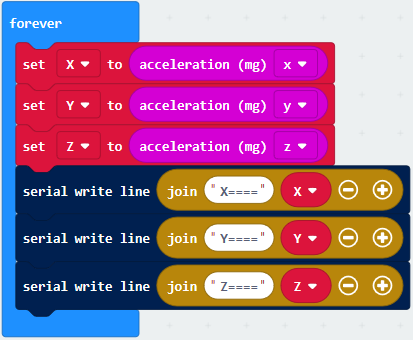 forever
set X to acceleration (mg) x
set Y to acceleration (mg) y
set Z to acceleration (mg) z
serial write line join "X====" X
serial write line join "Y====" Y
serial write line join "Z====" Z